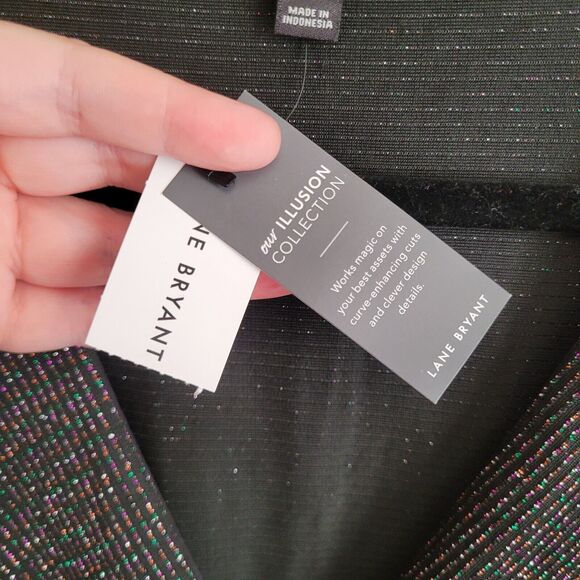 MADE IN
INDONESIA
our ILLUSION
COLLECTION
Works magic on
your best assets with
curve-enhancing cuts
and clever design
details.
LANE BRYANT
NE BRYANT